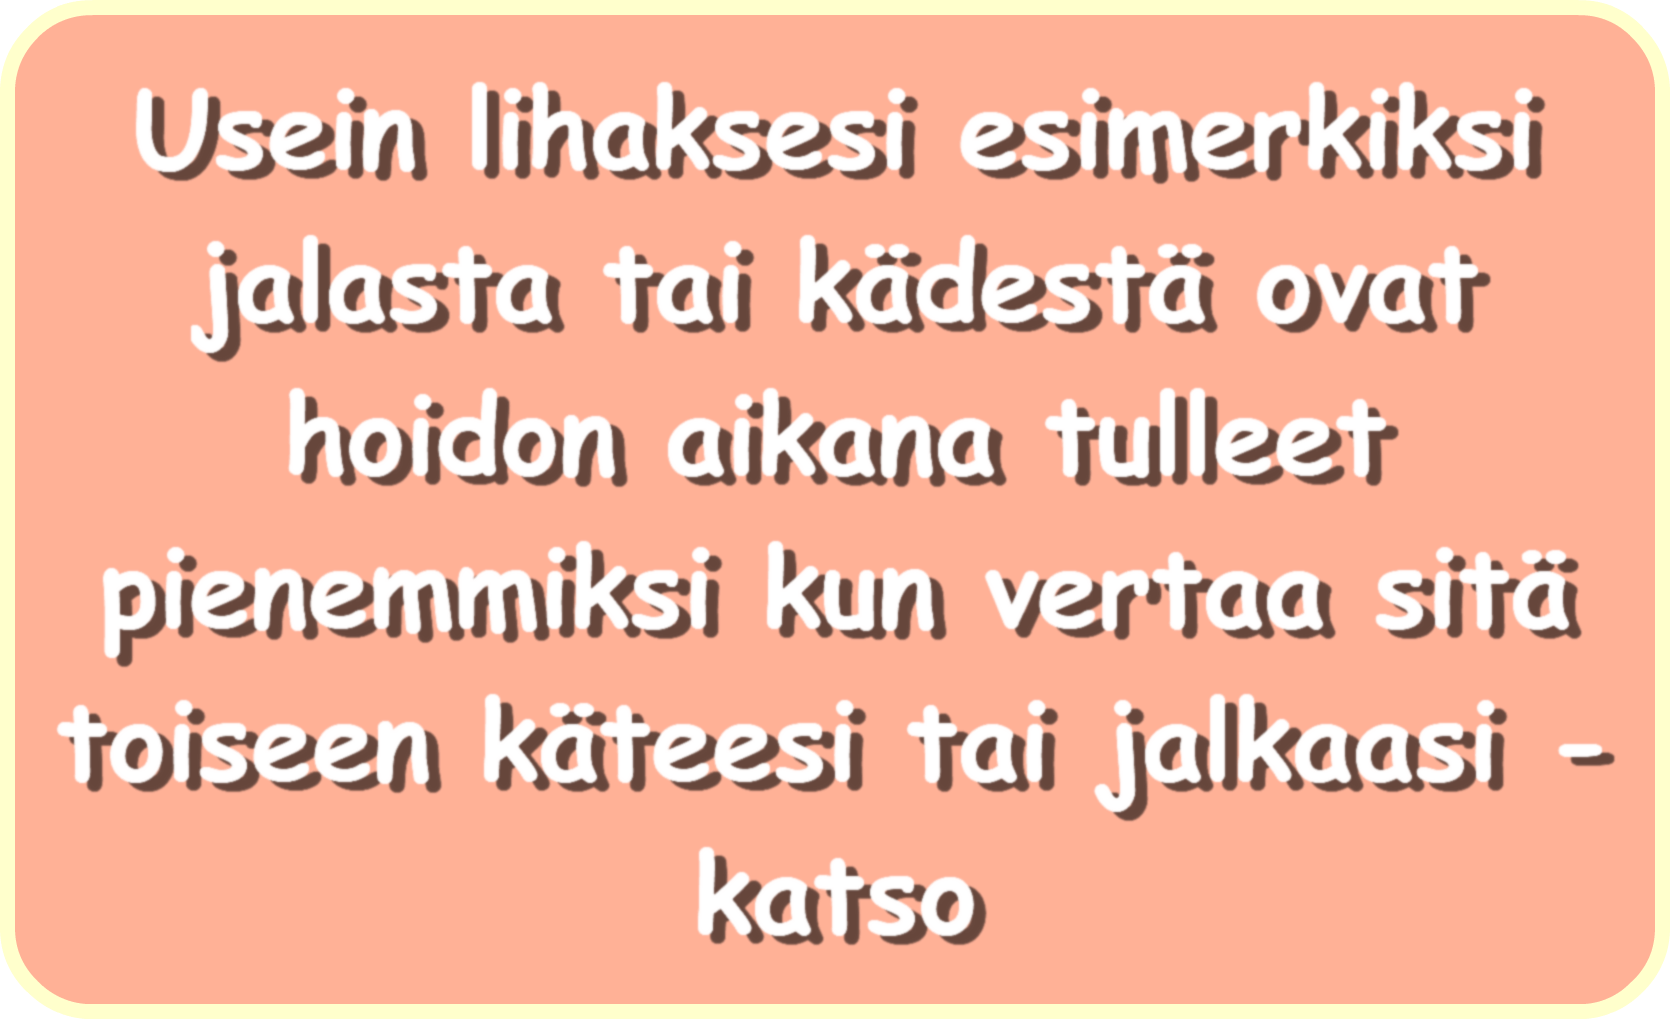 Usein lihaksesi esimerkiksi
jalasta tai kädestä ovat
hoidon aikana tulleet
pienemmiksi kun vertaa sitä
toiseen käteesi tai jalkaasi -
katso